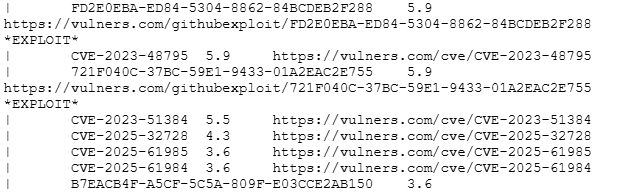 |       FD2E0EBA-ED84-5304-8862-84BCDEB2F288    5.9
https://vulners.com/githubexploit/FD2E0EBA-ED84-5304-8862-84BCDEB2F288
*EXPLOIT*
|       CVE-2023-48795  5.9     https://vulners.com/cve/CVE-2023-48795
|       721F040C-37BC-59E1-9433-01A2EAC2E755    5.9
https://vulners.com/githubexploit/721F040C-37BC-59E1-9433-01A2EAC2E755
*EXPLOIT*
|       CVE-2023-51384  5.5     https://vulners.com/cve/CVE-2023-51384
|       CVE-2025-32728  4.3     https://vulners.com/cve/CVE-2025-32728
|       CVE-2025-61985  3.6     https://vulners.com/cve/CVE-2025-61985
|       CVE-2025-61984  3.6     https://vulners.com/cve/CVE-2025-61984
|       B7EACB4F-A5CF-5C5A-809F-E03CCE2AB150    3.6